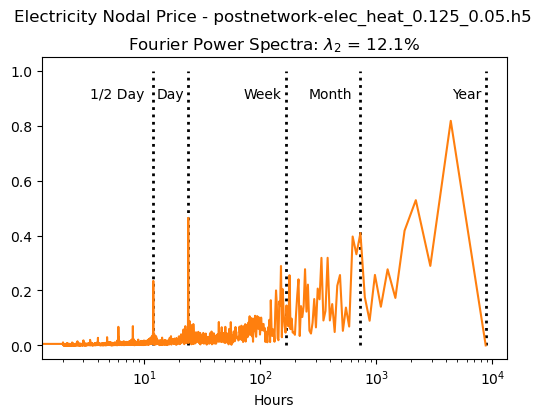 Electricity Nodal Price - postnetwork-elec_heat_0.125_0.05.h5
Fourier Power Spectra: λ₂ = 12.1%
1.0
0.8
0.6
0.4
0.2
0.0
1/2 Day
Day
Week
Month
Year
10¹
10²
10³
10⁴
Hours